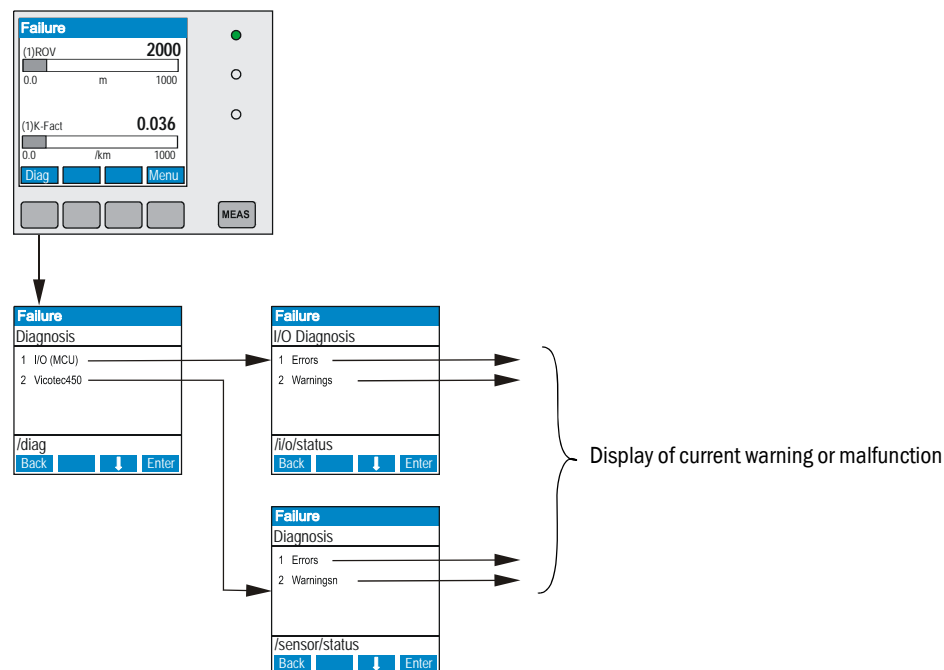 Failure
(1)ROV 2000
0.0 m 1000
(1)K-Fact 0.036
0.0 /km 1000
Diag Menu
MEAS
Failure
Diagnosis
1 I/O (MCU)
2 Vicotec450
/diag
Back Enter
Failure
I/O Diagnosis
1 Errors
2 Warnings
/i/o/status
Back Enter
Display of current warning or malfunction
Failure
Diagnosis
1 Errors
2 Warningsn
/sensor/status
Back Enter